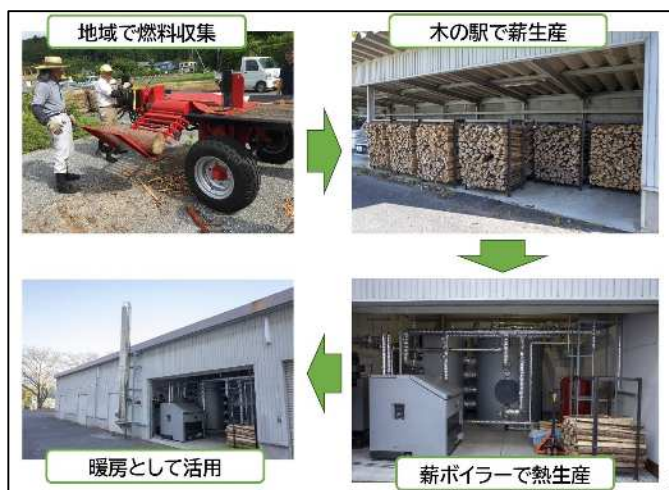 地域で燃料収集
木の駅で薪生産
薪ボイラーで熱生産
暖房として活用